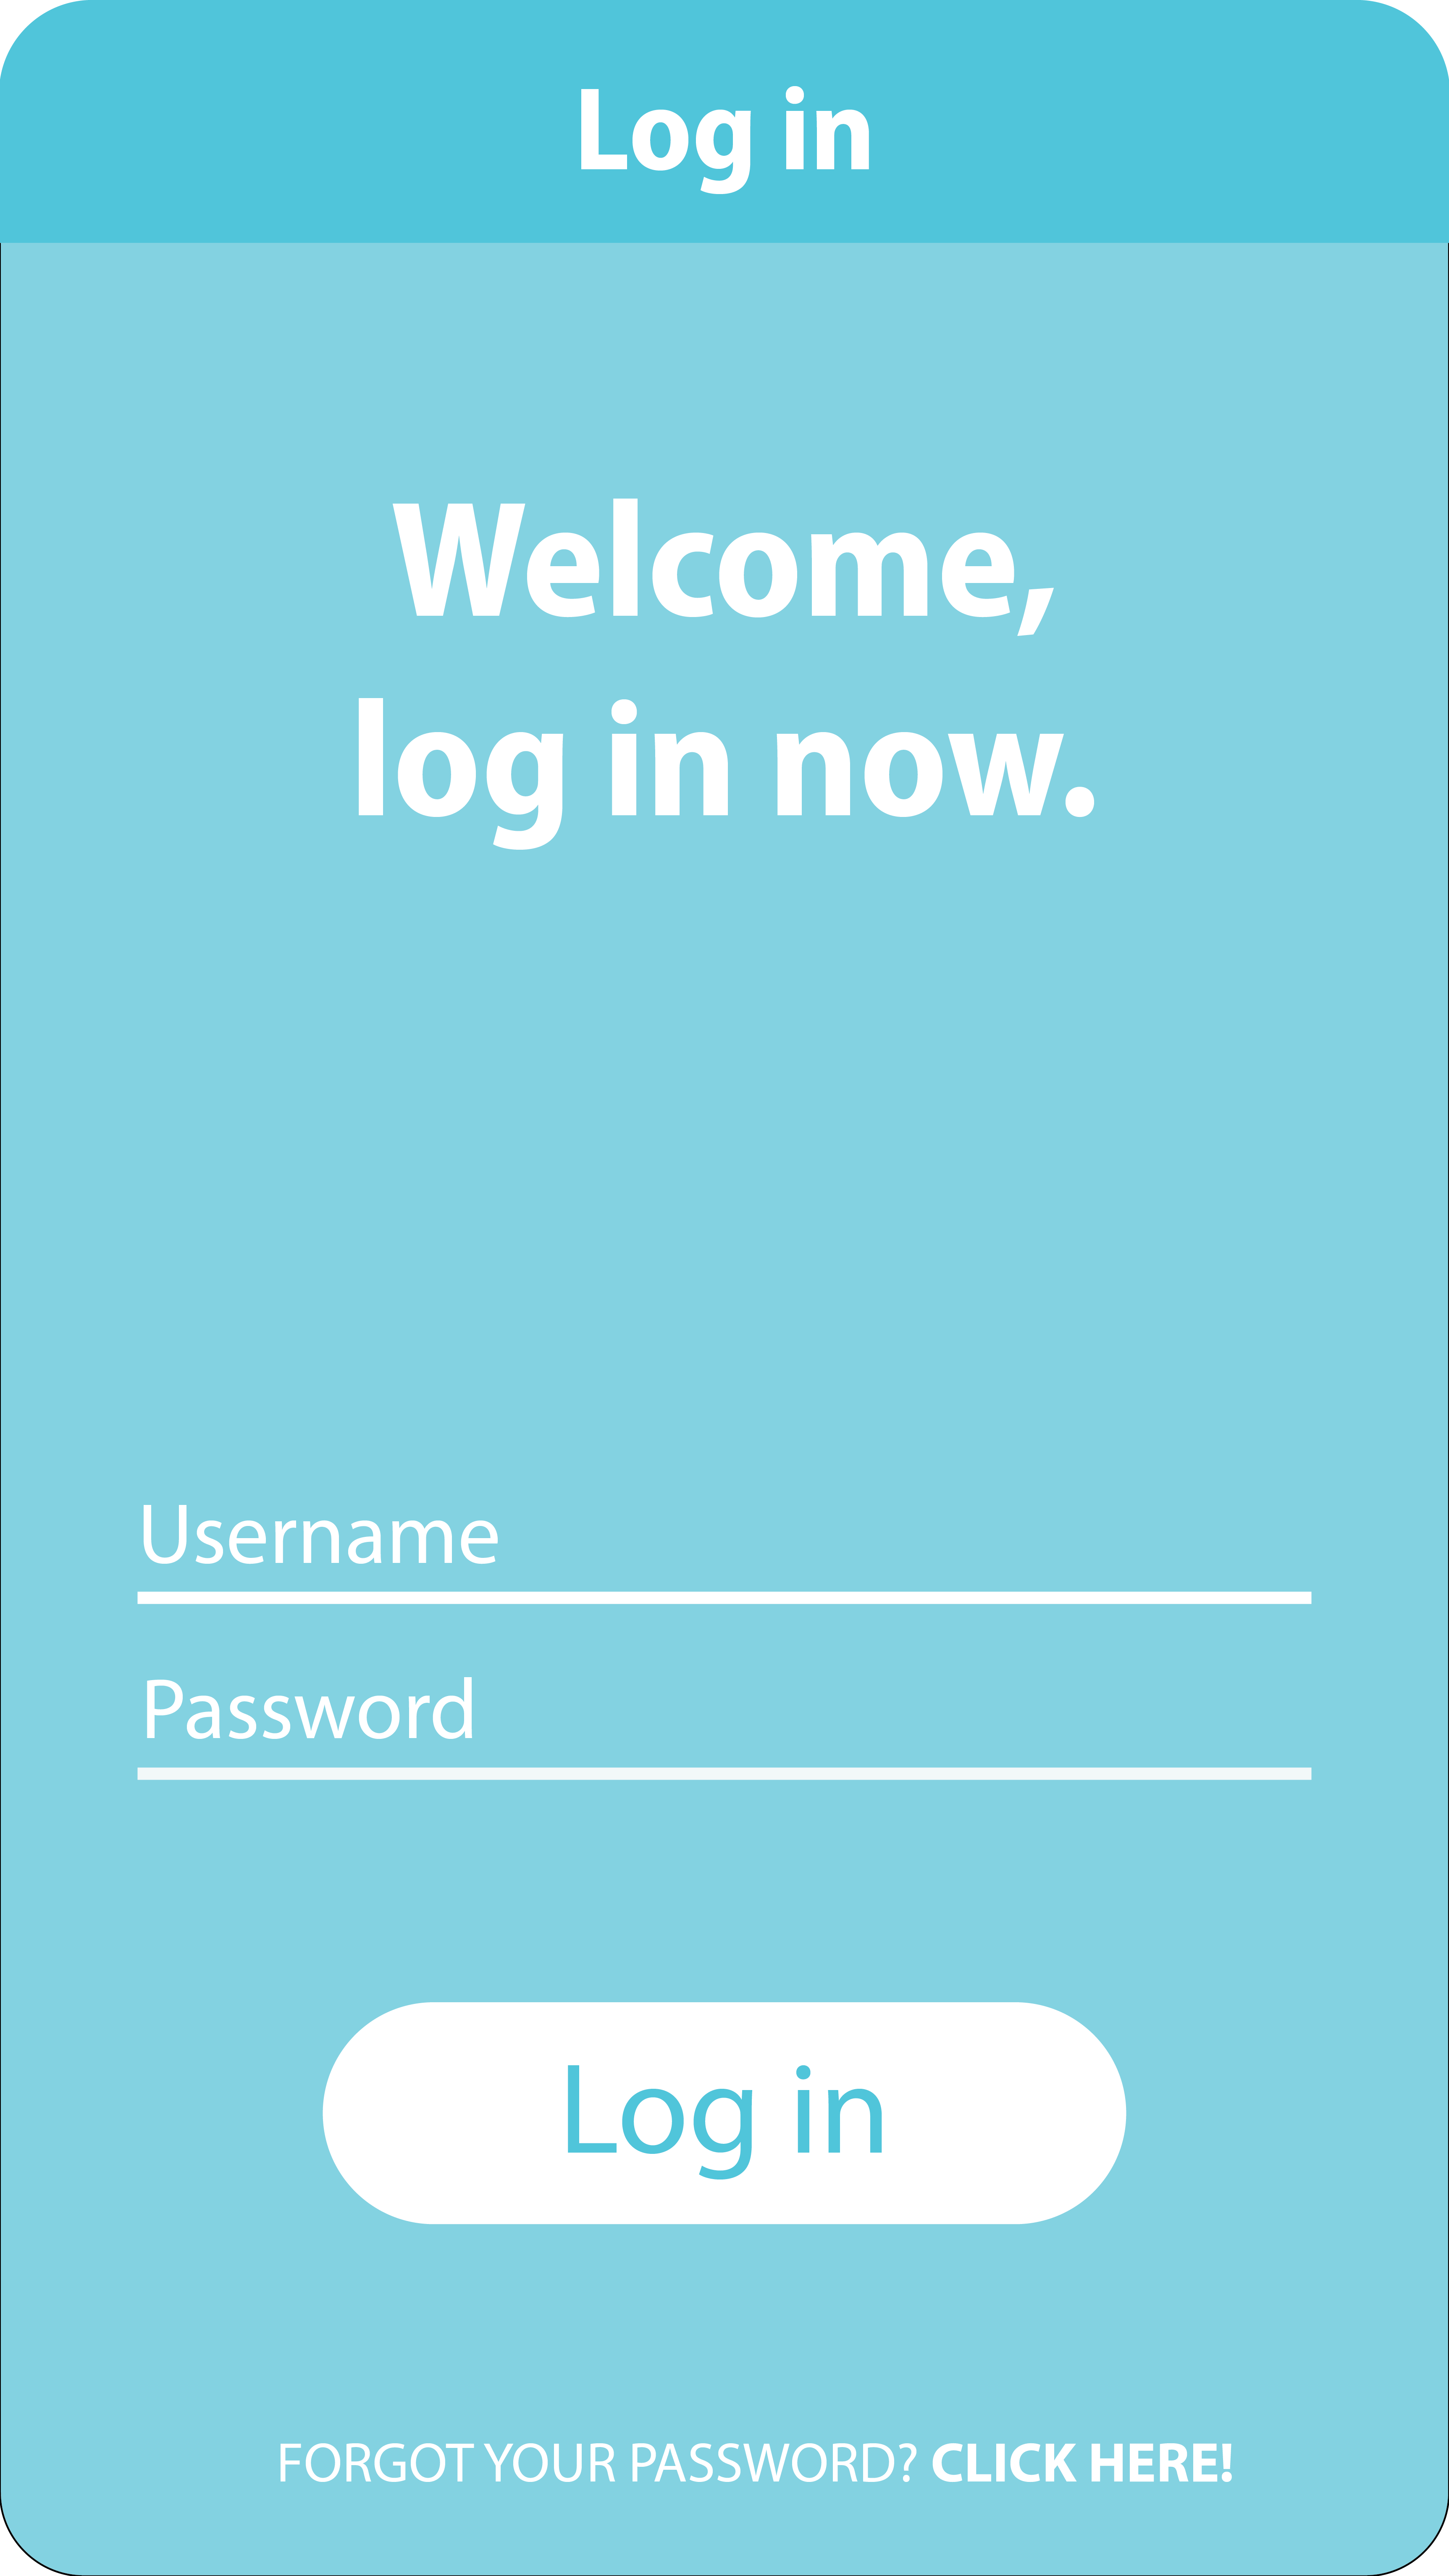 Log in
Welcome,
log in now.
Username
Password
Log in
FORGOT YOUR PASSWORD? CLICK HERE!